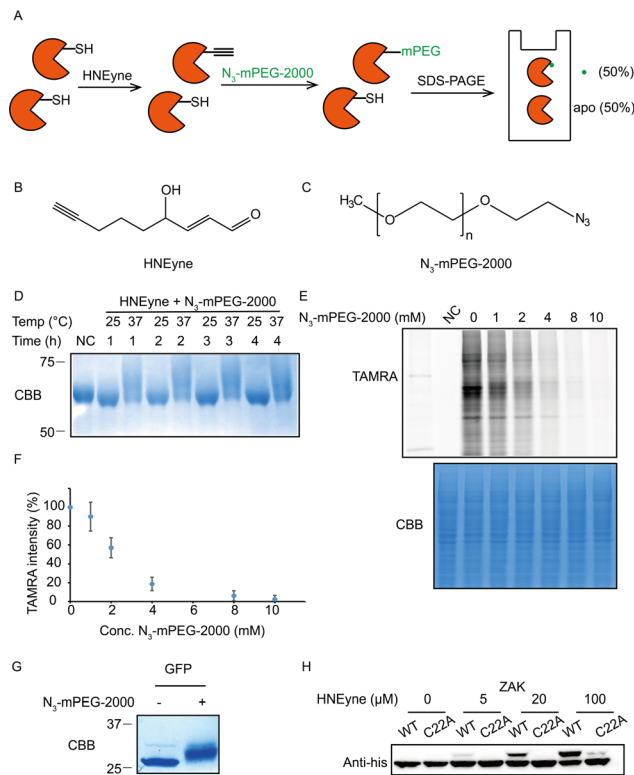 A
SH
SH
HNEyne
SH
N₃-mPEG-2000
mPEG
SH
SDS-PAGE
(50%)
apo (50%)
B
OH
O
HNEyne
C
H₃C
O
n
O
N₃
N₃-mPEG-2000
D
HNEyne + N₃-mPEG-2000
Temp (°C) 25 37 25 37 25 37 25 37
Time (h) NC 1 1 2 2 3 3 4 4
75
CBB
50
E
N₃-mPEG-2000 (mM) NC 0 1 2 4 8 10
TAMRA
CBB
F
TAMRA intensity (%)
100
80
60
40
20
0
0 2 4 6 8 10
Conc. N₃-mPEG-2000 (mM)
G
GFP
N₃-mPEG-2000 - +
37
CBB
25
H
ZAK
HNEyne (µM) 0 5 20 100
WT C22A WT C22A WT C22A WT C22A
Anti-his